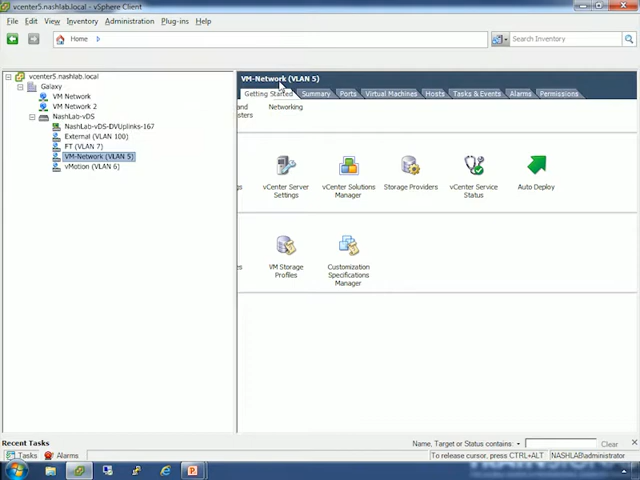 vcenter5.nashlab.local - vSphere Client
File Edit View Inventory Administration Plug-ins Help
Home
Search Inventory
vcenter5.nashlab.local
Galaxy
VM Network
VM Network 2
NashLab-vDS
NashLab-vDS-DVUplinks-167
External (VLAN 100)
FT (VLAN 7)
VM-Network (VLAN 5)
vMotion (VLAN 6)
VM-Network (VLAN 5)
Getting Started Summary Ports Virtual Machines Hosts Tasks & Events Alarms Permissions
and Networking
sters
gs vCenter Server Settings
vCenter Solutions Manager
Storage Providers
vCenter Service Status
Auto Deploy
es VM Storage Profiles
Customization Specifications Manager
Recent Tasks
Name, Target or Status contains: Clear
Tasks Alarms
To release cursor, press CTRL+ALT
NASHLAB\administrator